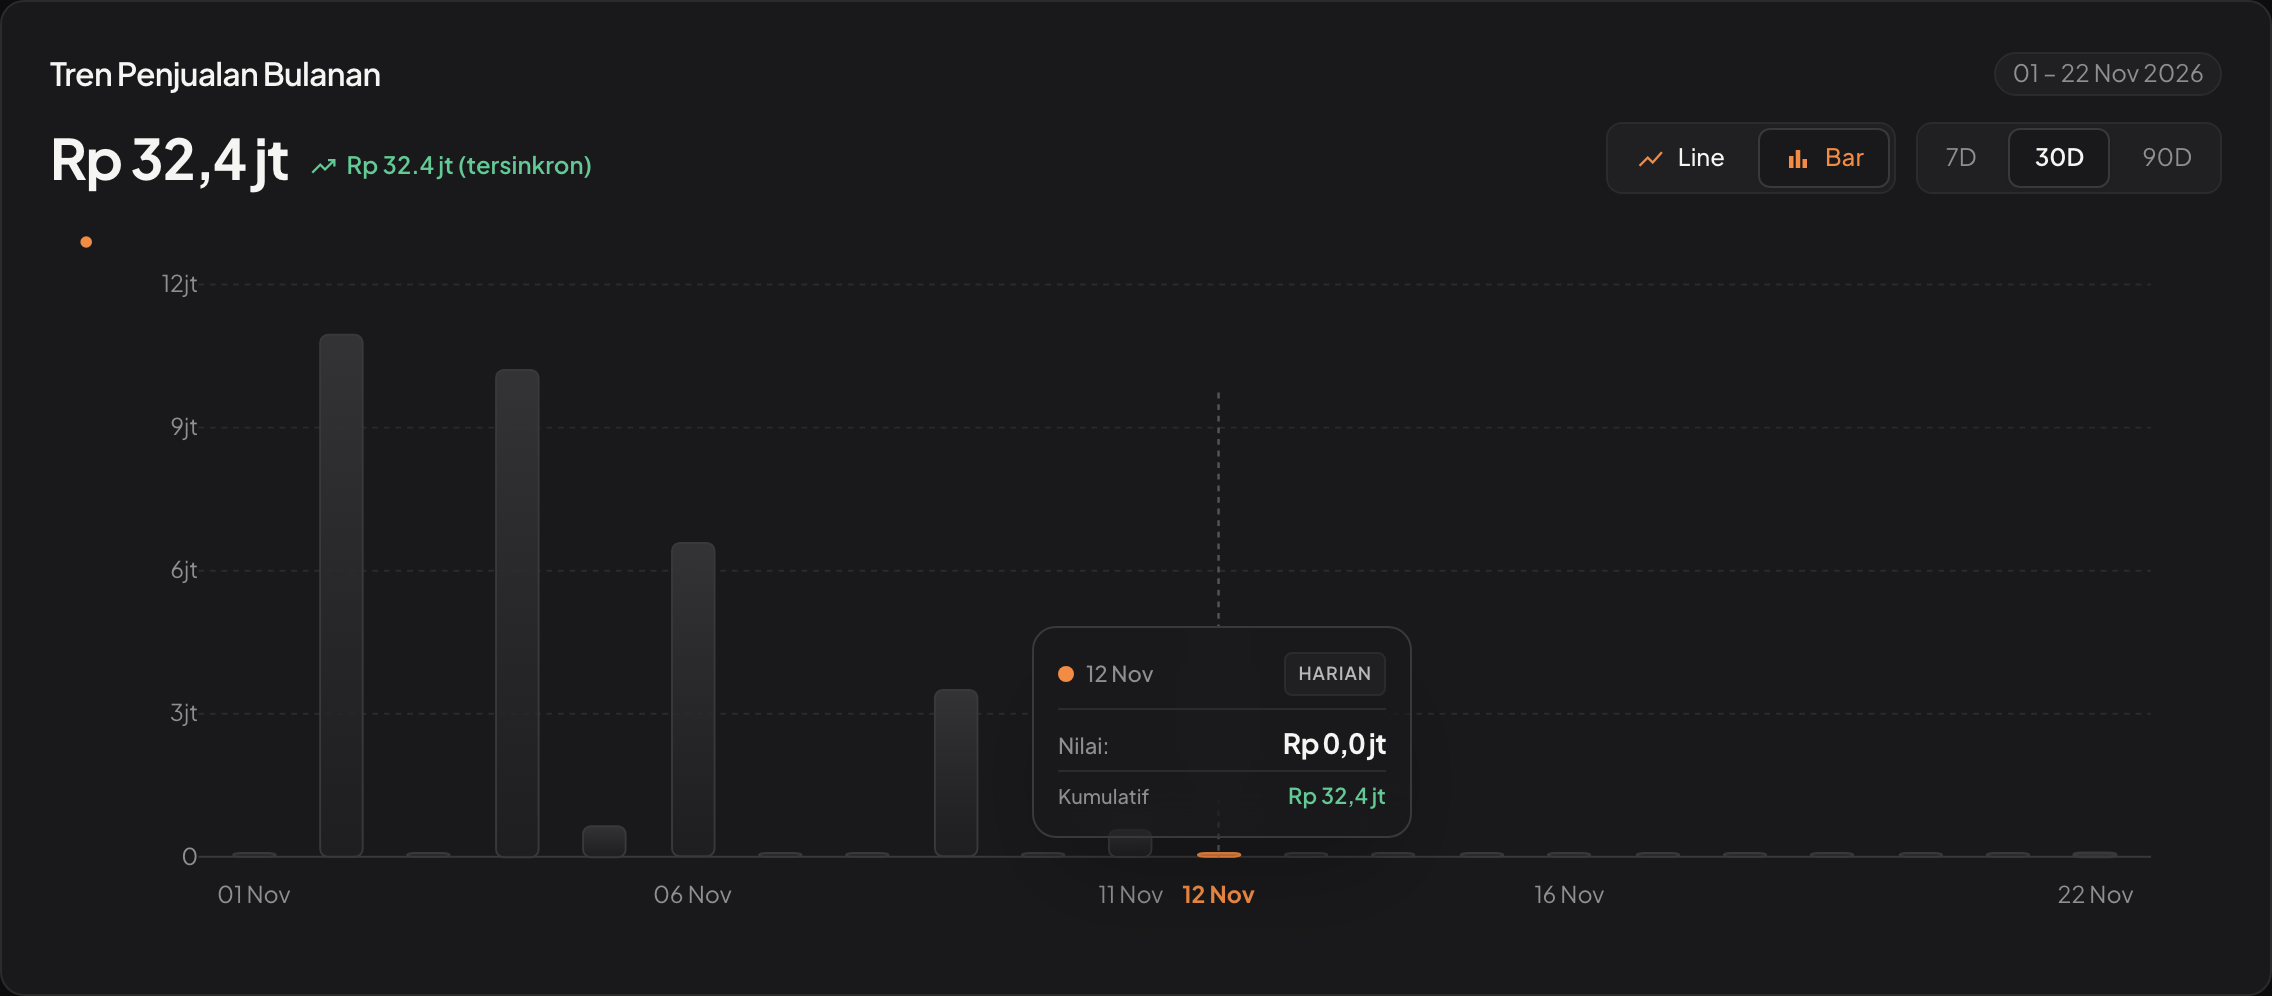 Tren Penjualan Bulanan
01 – 22 Nov 2026
Rp 32,4 jt
Rp 32.4 jt (tersinkron)
Line
Bar
7D
30D
90D
12jt
9jt
6jt
3jt
0
12 Nov
HARIAN
Nilai:
Rp 0,0 jt
Kumulatif
Rp 32,4 jt
01 Nov
06 Nov
11 Nov
12 Nov
16 Nov
22 Nov